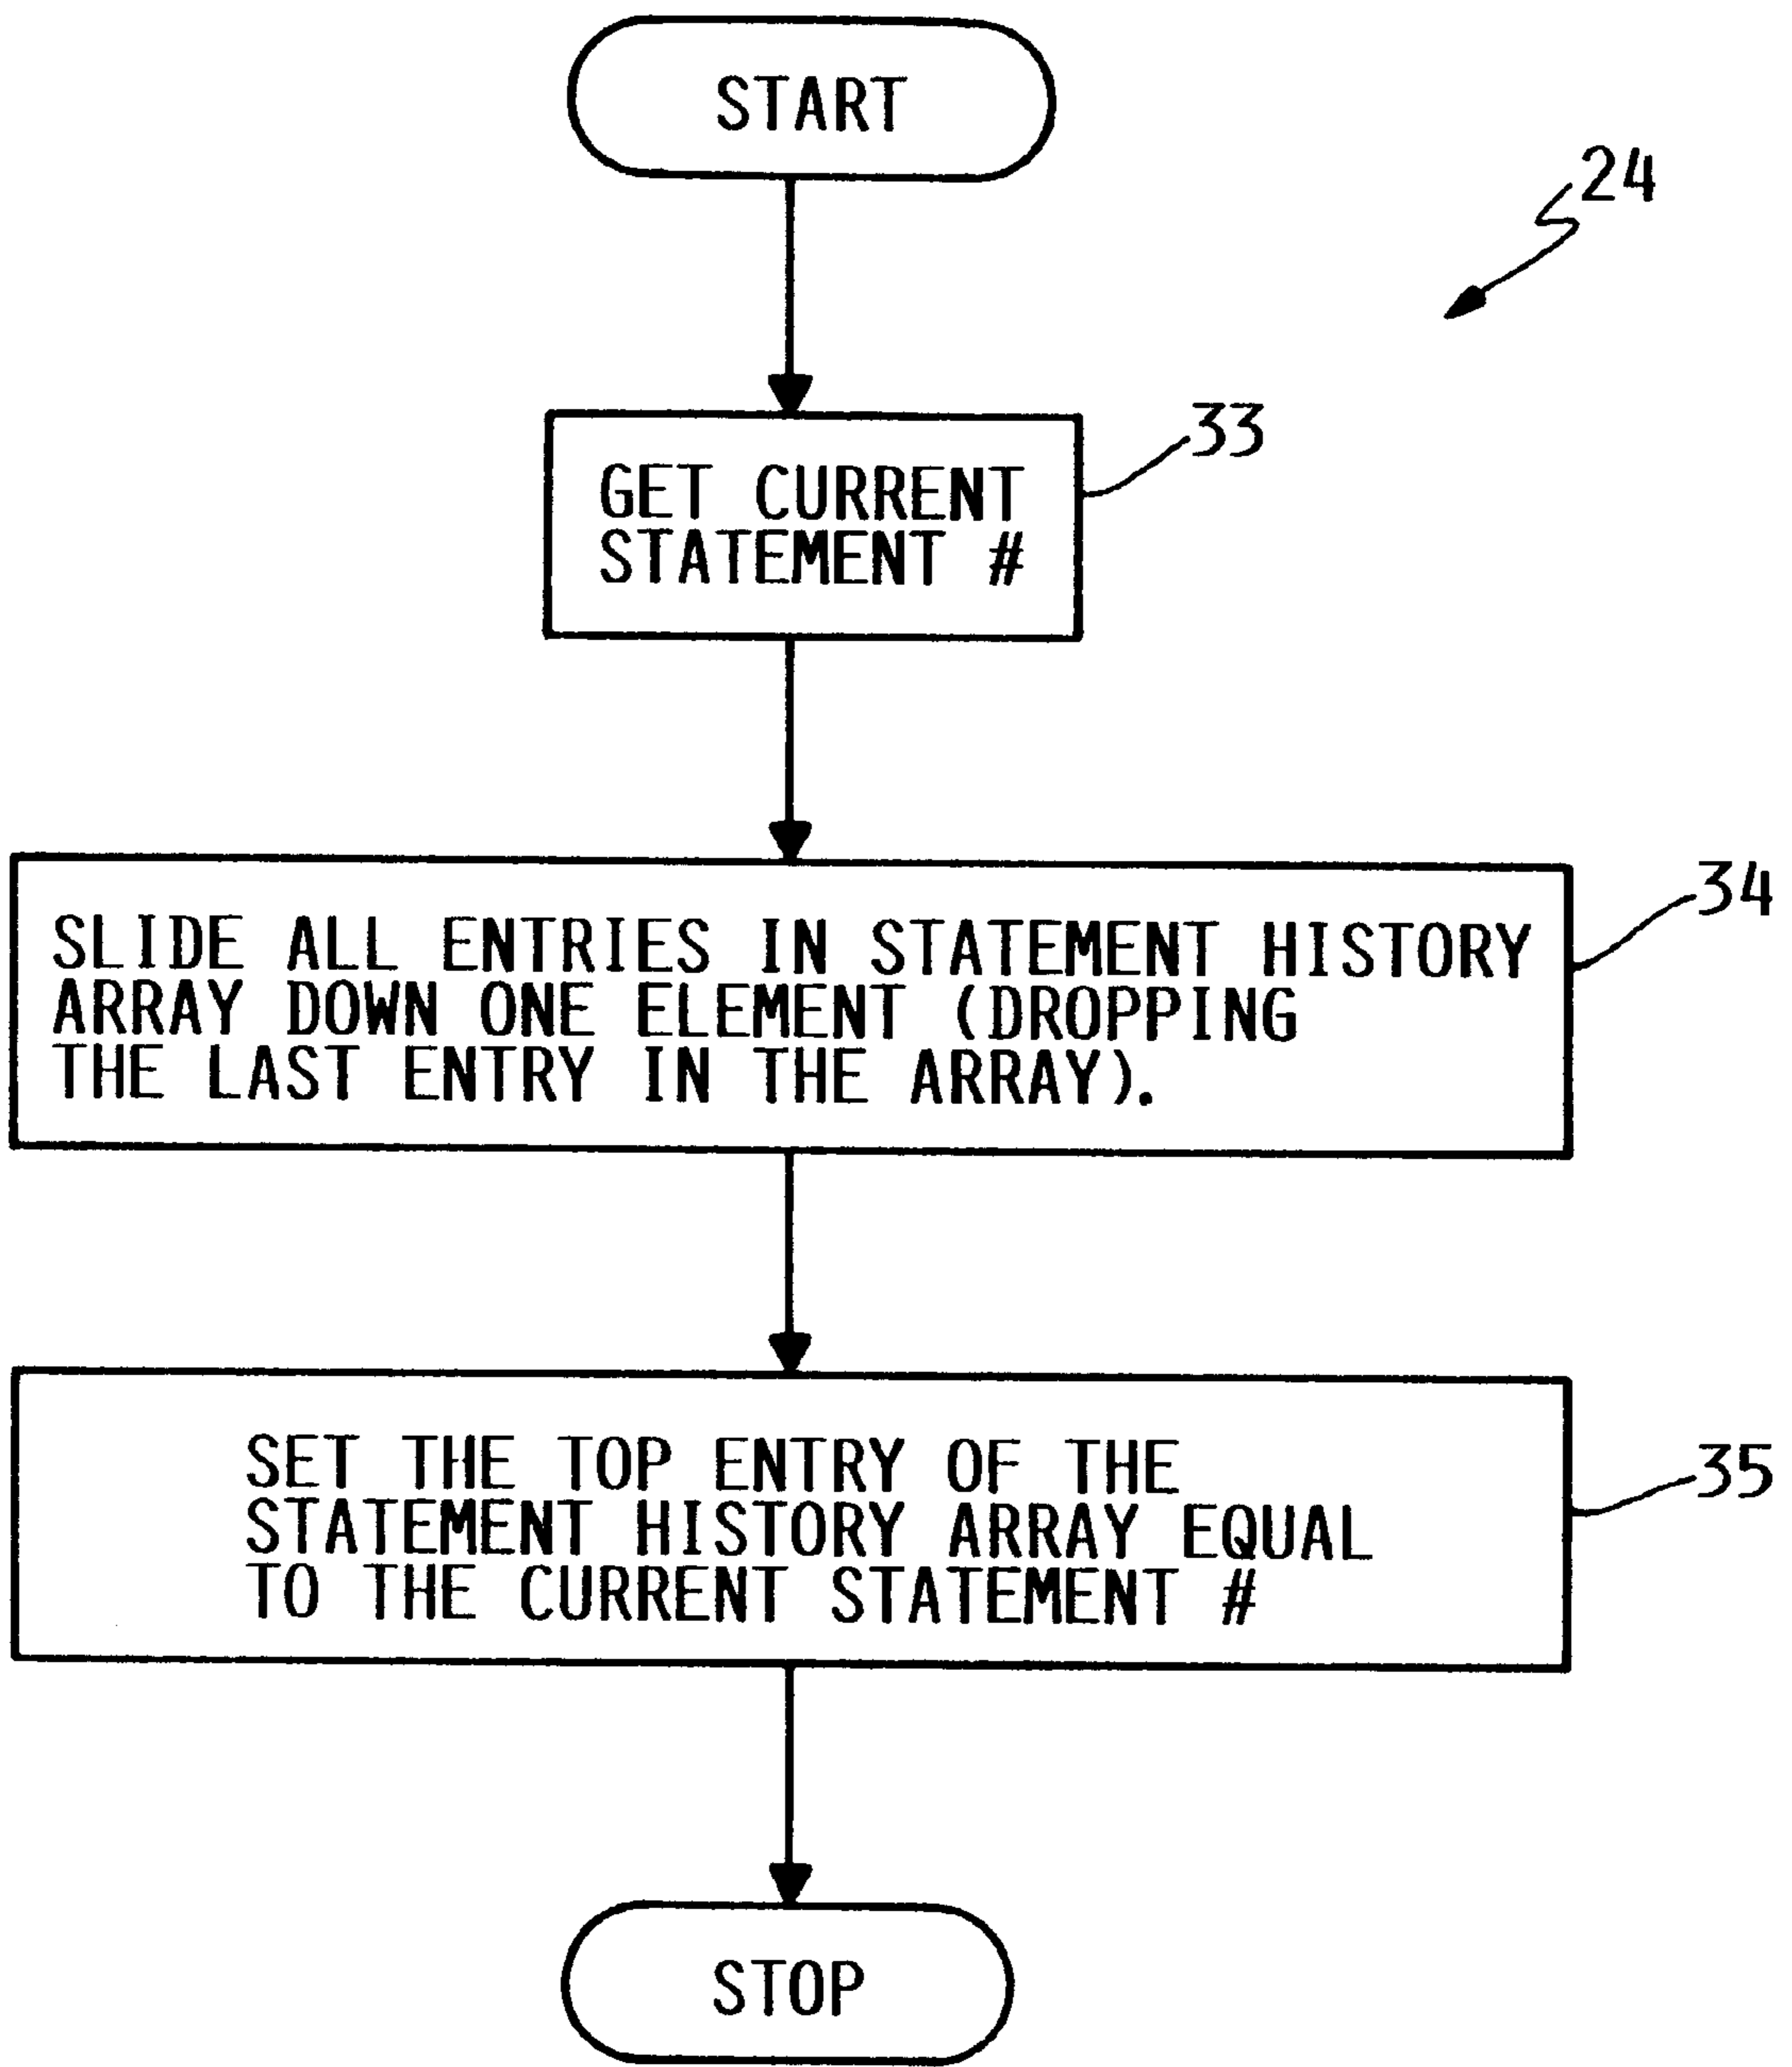 START
24
33
GET CURRENT
STATEMENT #
34
SLIDE ALL ENTRIES IN STATEMENT HISTORY
ARRAY DOWN ONE ELEMENT (DROPPING
THE LAST ENTRY IN THE ARRAY).
35
SET THE TOP ENTRY OF THE
STATEMENT HISTORY ARRAY EQUAL
TO THE CURRENT STATEMENT #
STOP